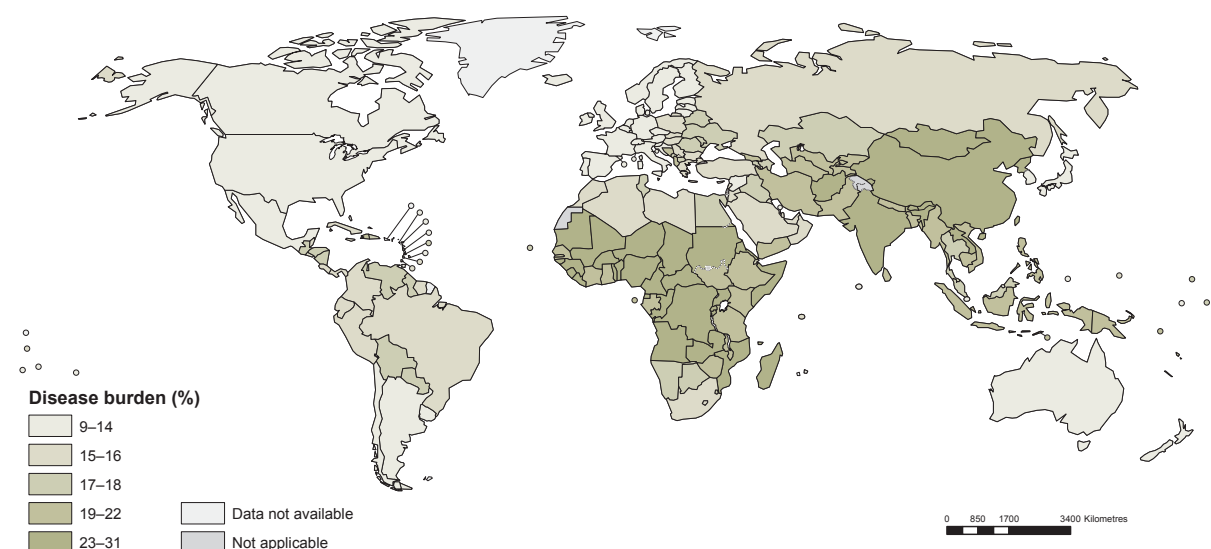 Disease burden (%)
9–14
15–16
17–18
19–22
23–31
Data not available
Not applicable
0 850 1700 3400 Kilometres